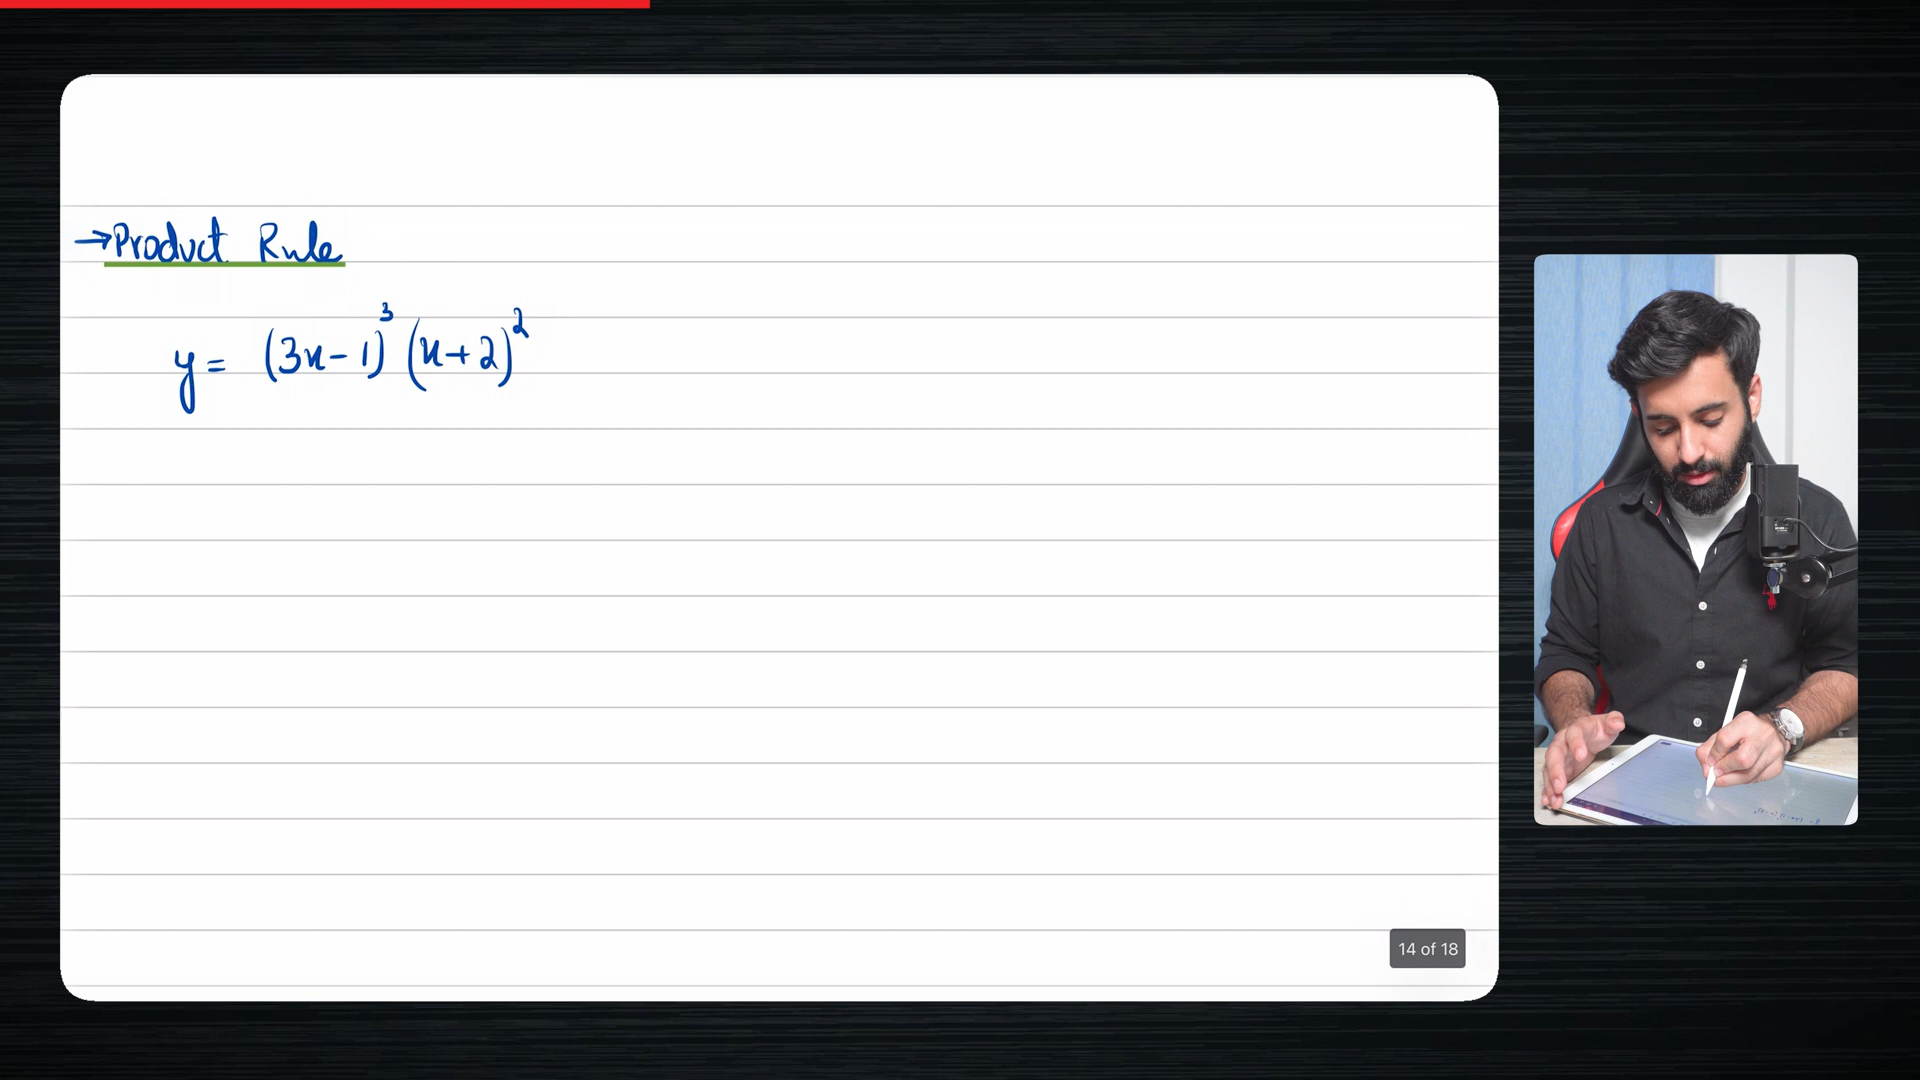 →Product Rule
y = (3x-1)³ (x+2)²
14 of 18